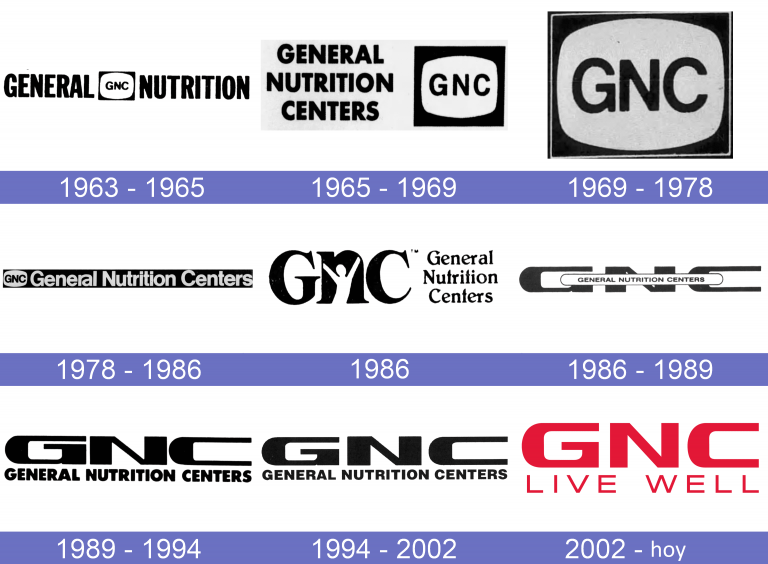 GENERAL GNC NUTRITION
GENERAL
NUTRITION
CENTERS
GNC
GNC
1963 - 1965
1965 - 1969
1969 - 1978
GNC General Nutrition Centers
GNC™
General
Nutrition
Centers
GNC
GENERAL NUTRITION CENTERS
1978 - 1986
1986
1986 - 1989
GNC
GENERAL NUTRITION CENTERS
GNC
GENERAL NUTRITION CENTERS
GNC
LIVE WELL
1989 - 1994
1994 - 2002
2002 - hoy